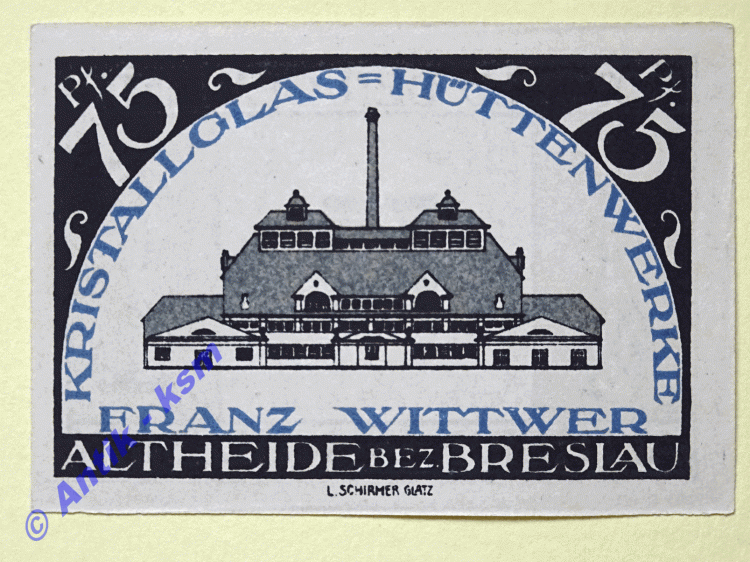 Pf. 75
Pf. 75
KRISTALLGLAS=HÜTTENWERKE
FRANZ WITTWER
ALTHEIDE BEZ. BRESLAU
L. SCHIRMER GLATZ
© Antik - ksm